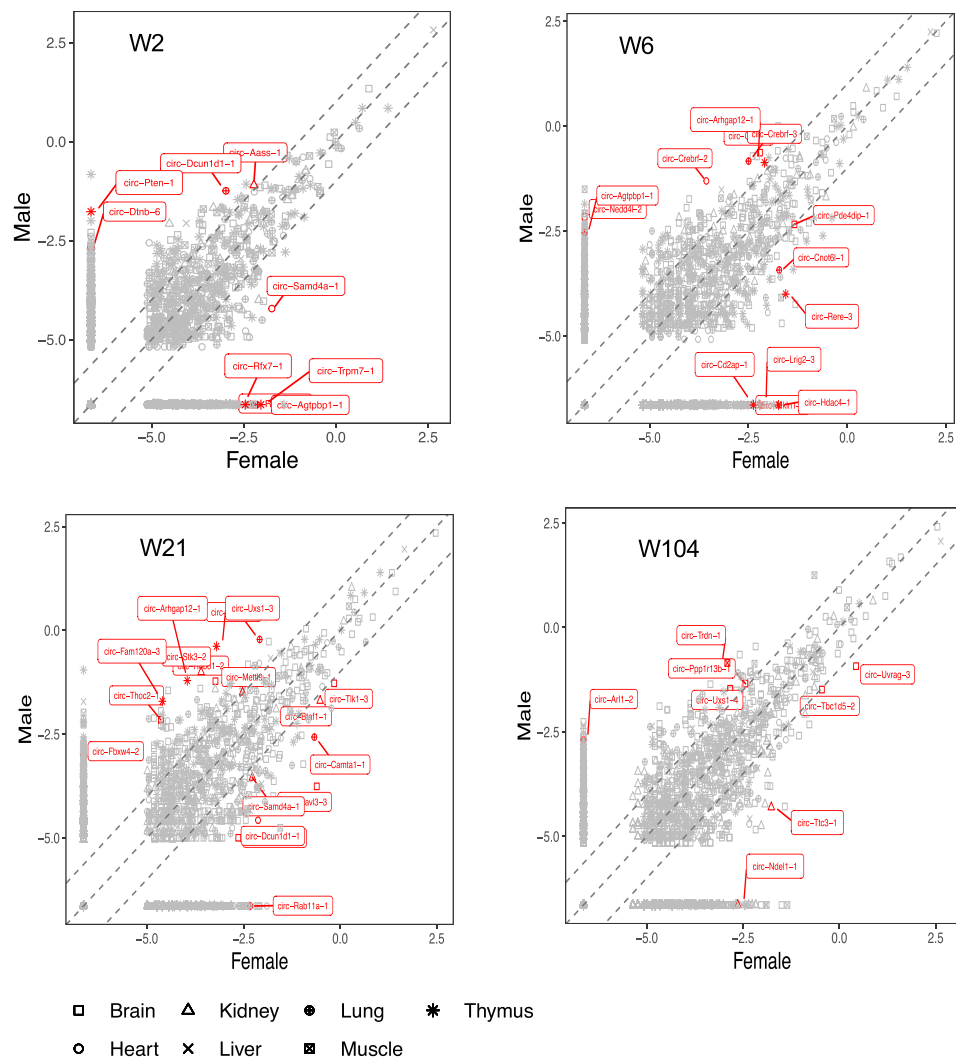 W2
2.5
0.0
−2.5
−5.0
Male
circ−Dcun1d1−1
circ−Aass−1
circ−Pten−1
circ−Dtnb−6
circ−Samd4a−1
circ−Rfx7−1
circ−Trpm7−1
circ−Agtpbp1−1
−5.0 −2.5 0.0 2.5
Female
W6
2.5
0.0
−2.5
−5.0
Male
circ−Arhgap12−1
circ−Crebrf−3
circ−Crebrf−2
circ−Agtpbp1−1
circ−Nedd4l−2
circ−Pde4dip−1
circ−Cnot6l−1
circ−Rere−3
circ−Cd2ap−1
circ−Lrig2−3
circ−Hdac4−1
−5.0 −2.5 0.0 2.5
Female
W21
2.5
0.0
−2.5
−5.0
Male
circ−Arhgap12−1
circ−Uxs1−3
circ−Fam120a−3
circ−Stk3−2
circ−Thoc2−1
circ−Tlk1−3
circ−Fbxw4−2
circ−Camta1−1
circ−Samd4a−1
circ−Dcun1d1−1
circ−Rab11a−1
−5.0 −2.5 0.0 2.5
Female
W104
2.5
0.0
−2.5
−5.0
Male
circ−Trdn−1
circ−Ppp1r13b−1
circ−Uvrag−3
circ−Arl1−2
circ−Uxs1−4
circ−Tbc1d5−2
circ−Ttc3−1
circ−Ndel1−1
−5.0 −2.5 0.0 2.5
Female
Brain Kidney Lung Thymus
Heart Liver Muscle